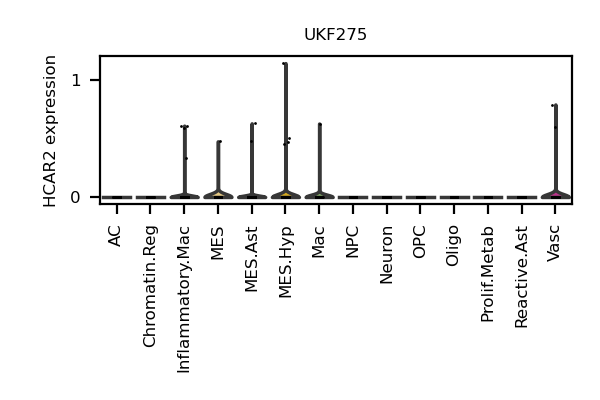 UKF275
HCAR2 expression
1
0
AC
Chromatin.Reg
Inflammatory.Mac
MES
MES.Ast
MES.Hyp
Mac
NPC
Neuron
OPC
Oligo
Prolif.Metab
Reactive.Ast
Vasc